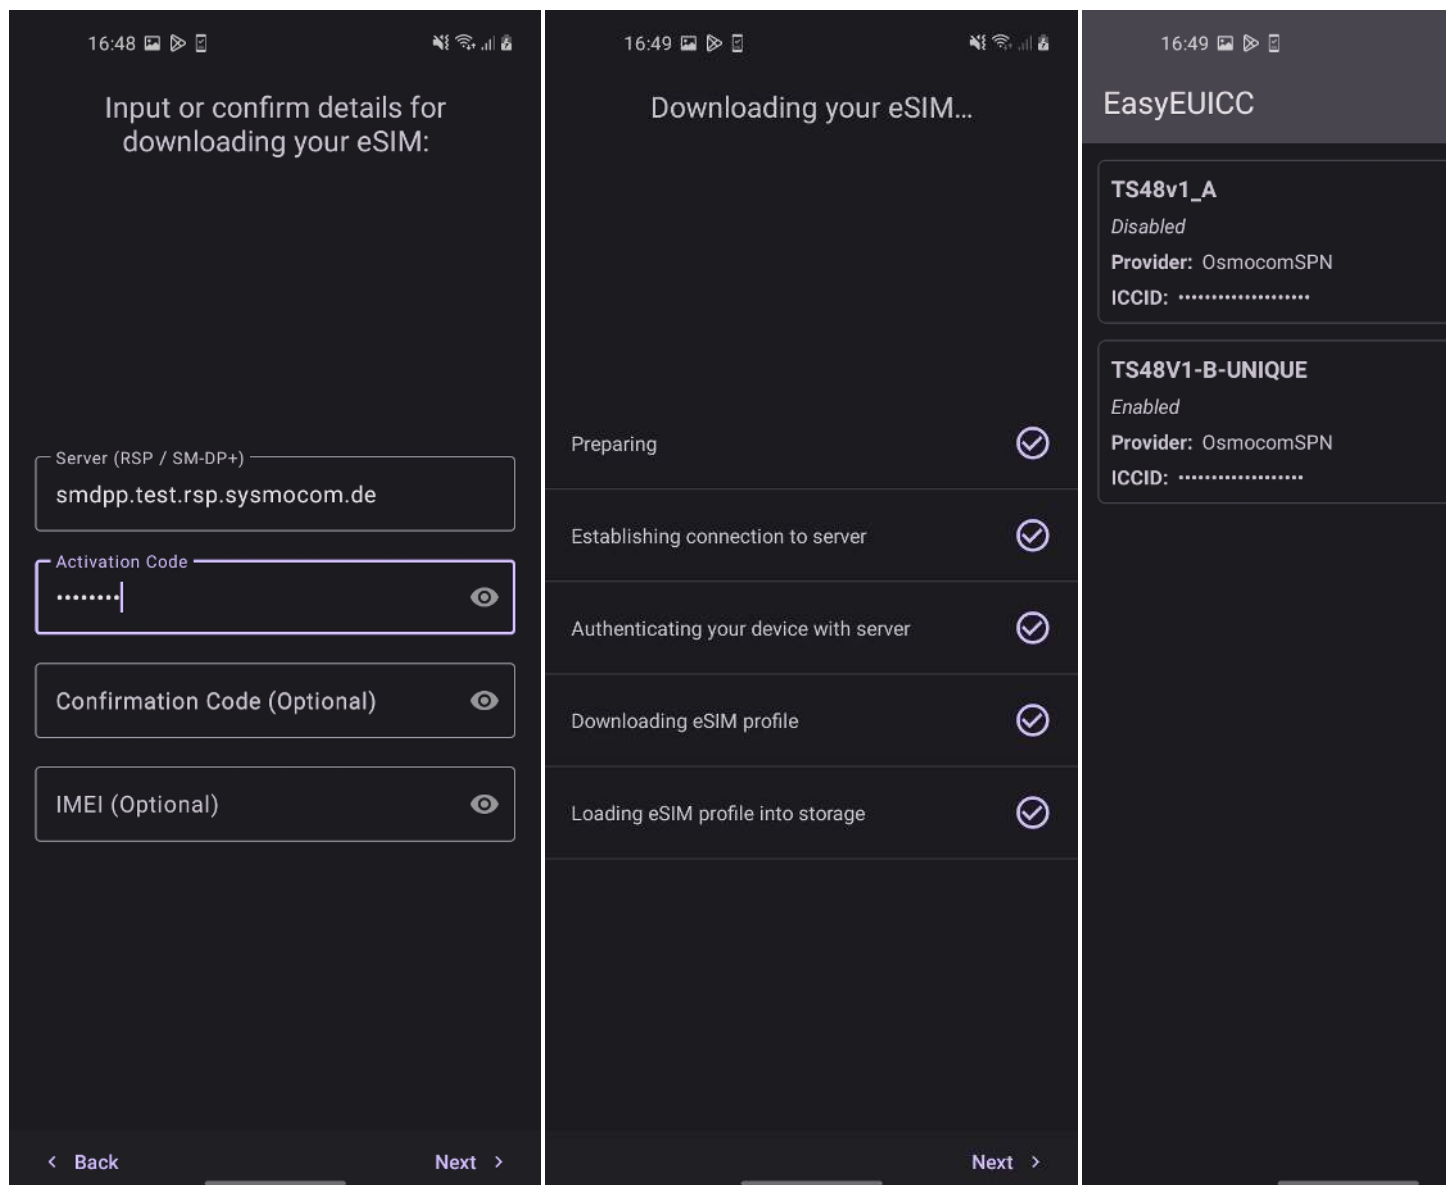 16:48
Input or confirm details for
downloading your eSIM:
Server (RSP / SM-DP+)
smdpp.test.rsp.sysmocom.de
Activation Code
••••••••
Confirmation Code (Optional)
IMEI (Optional)
Back
Next
16:49
Downloading your eSIM...
Preparing
Establishing connection to server
Authenticating your device with server
Downloading eSIM profile
Loading eSIM profile into storage
Next
16:49
EasyEUICC
TS48v1_A
Disabled
Provider: OsmocomSPN
ICCID: ••••••••••••••••••••
TS48V1-B-UNIQUE
Enabled
Provider: OsmocomSPN
ICCID: •••••••••••••••••••